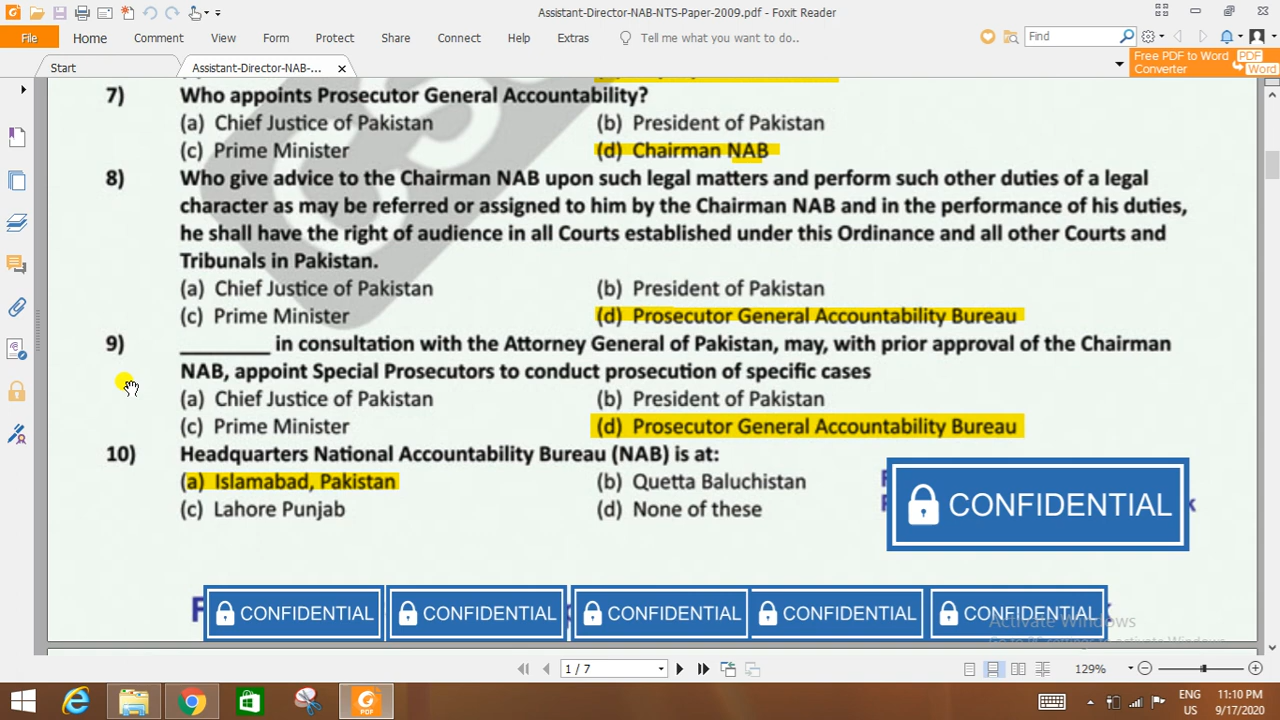 Assistant-Director-NAB-NTS-Paper-2009.pdf - Foxit Reader
File Home Comment View Form Protect Share Connect Help Extras Tell me what you want to do.. Find
Free PDF to Word Converter PDF Word
Start Assistant-Director-NAB-... x
7) Who appoints Prosecutor General Accountability?
(a) Chief Justice of Pakistan (b) President of Pakistan
(c) Prime Minister (d) Chairman NAB
8) Who give advice to the Chairman NAB upon such legal matters and perform such other duties of a legal
character as may be referred or assigned to him by the Chairman NAB and in the performance of his duties,
he shall have the right of audience in all Courts established under this Ordinance and all other Courts and
Tribunals in Pakistan.
(a) Chief Justice of Pakistan (b) President of Pakistan
(c) Prime Minister (d) Prosecutor General Accountability Bureau
9) ________ in consultation with the Attorney General of Pakistan, may, with prior approval of the Chairman
NAB, appoint Special Prosecutors to conduct prosecution of specific cases
(a) Chief Justice of Pakistan (b) President of Pakistan
(c) Prime Minister (d) Prosecutor General Accountability Bureau
10) Headquarters National Accountability Bureau (NAB) is at:
(a) Islamabad, Pakistan (b) Quetta Baluchistan
(c) Lahore Punjab (d) None of these
CONFIDENTIAL
CONFIDENTIAL CONFIDENTIAL CONFIDENTIAL CONFIDENTIAL CONFIDENTIAL
Activate Windows
1 / 7 129%
PDF ENG 11:10 PM
US 9/17/2020